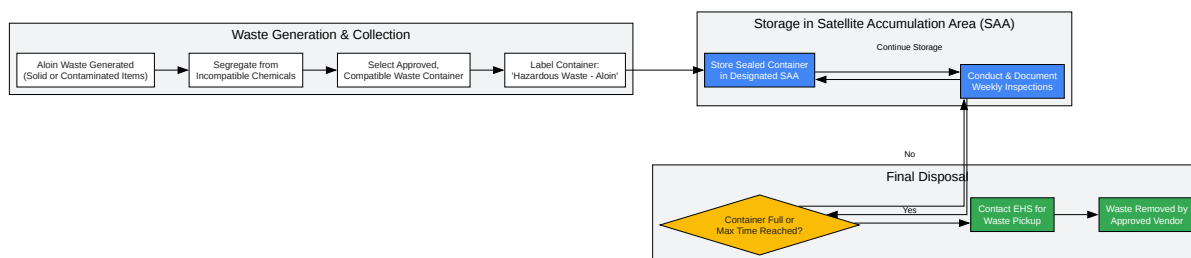 Waste Generation & Collection
Aloin Waste Generated
(Solid or Contaminated Items)
Segregate from
Incompatible Chemicals
Select Approved,
Compatible Waste Container
Label Container:
'Hazardous Waste - Aloin'
Storage in Satellite Accumulation Area (SAA)
Continue Storage
Store Sealed Container
in Designated SAA
Conduct & Document
Weekly Inspections
No
Final Disposal
Container Full or
Max Time Reached?
Yes
Contact EHS for
Waste Pickup
Waste Removed by
Approved Vendor